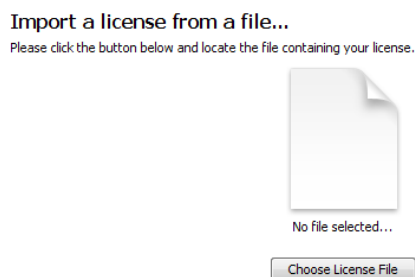 Import a license from a file...
Please click the button below and locate the file containing your license.
No file selected...
Choose License File